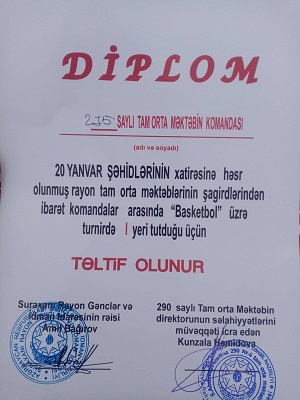 DİPLOM
215 SAYLI TAM ORTA MƏKTƏBİN KOMANDASI
(adı və soyadı)
20 YANVAR ŞƏHİDLƏRİNİN xatirəsinə həsr
olunmuş rayon tam orta məktəblərinin şagirdlərindən
ibarət komandalar arasında “Basketbol” üzrə
turnirdə I yeri tutduğu üçün
TƏLTİF OLUNUR
Suraxanı Rayon Gənclər və
İdman İdarəsinin rəisi
Amil Bağırov
290 saylı Tam orta Məktəbin
direktorunun səlahiyyətlərini
müvəqqəti icra edən
Kunzalə Həmidova